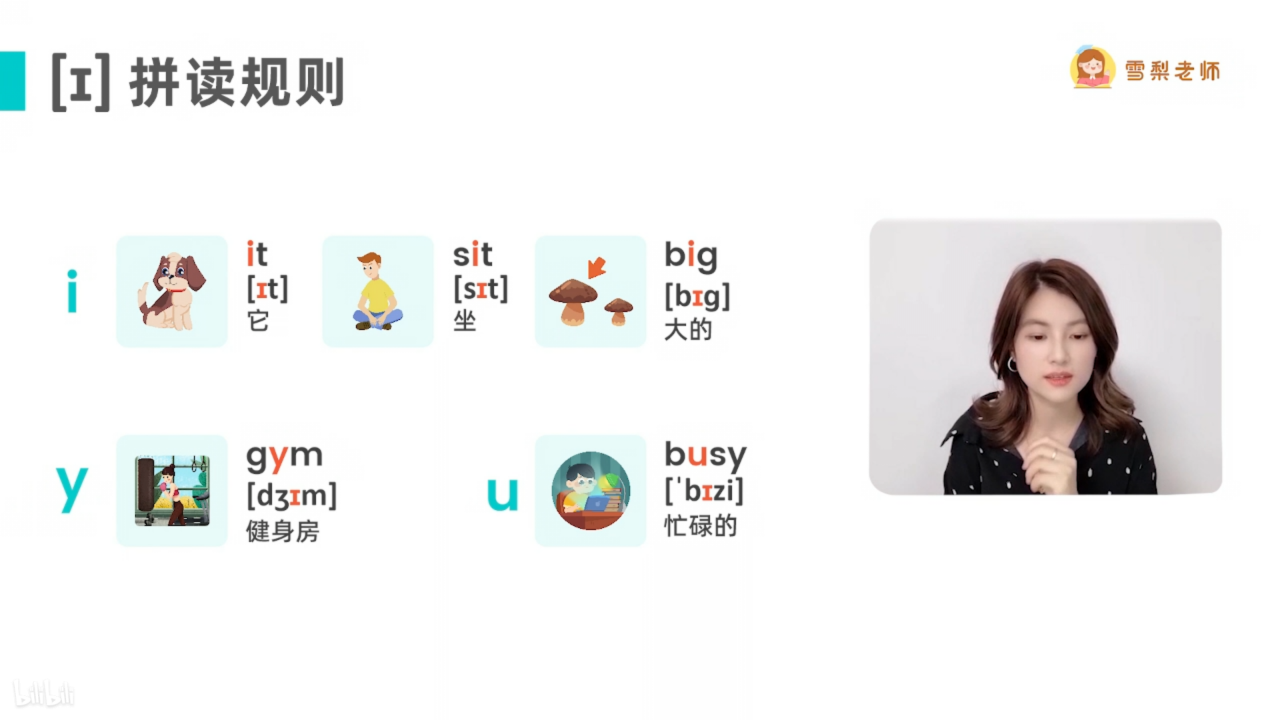 [ɪ] 拼读规则
雪梨老师
i
it
[ɪt]
它
sit
[sɪt]
坐
big
[bɪg]
大的
y
gym
[dʒɪm]
健身房
u
busy
[ˈbɪzi]
忙碌的
bilibili